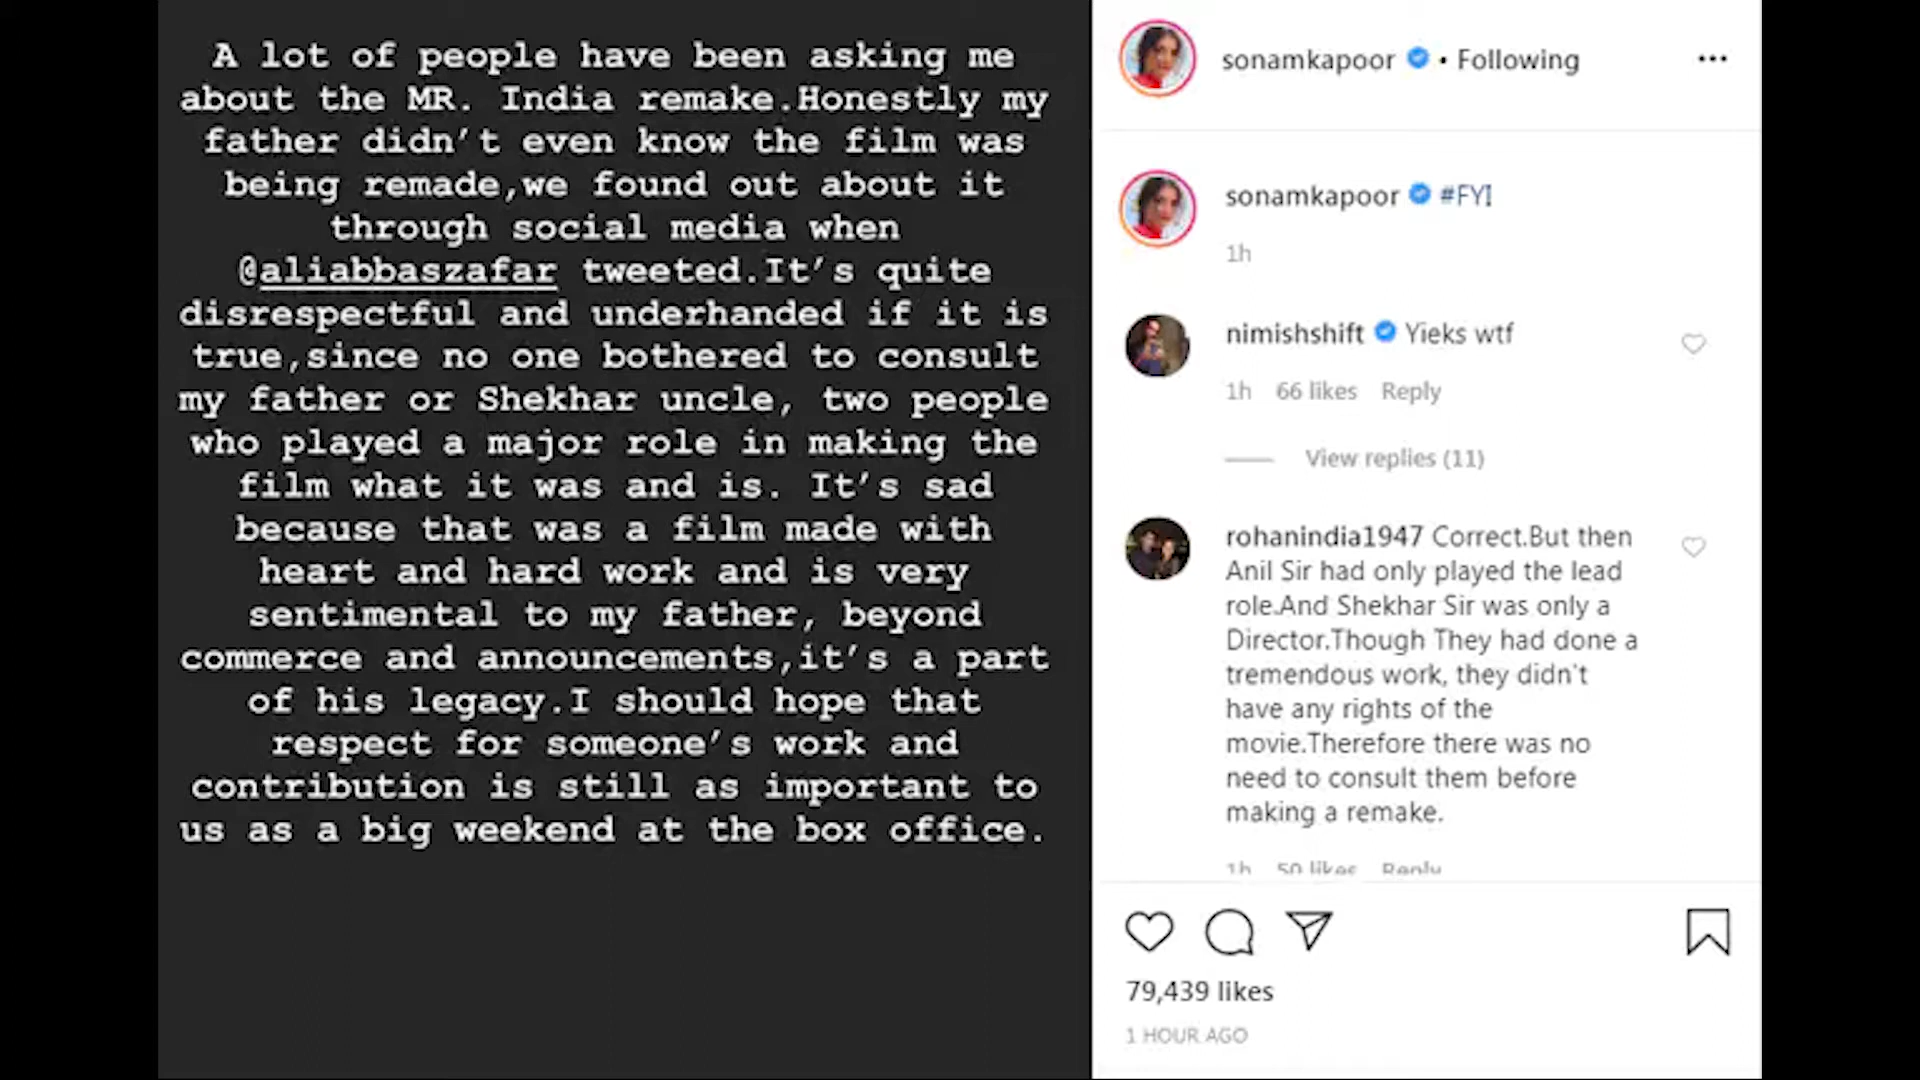 A lot of people have been asking me
about the MR. India remake.Honestly my
father didn’t even know the film was
being remade,we found out about it
through social media when
@aliabbaszafar tweeted.It’s quite
disrespectful and underhanded if it is
true,since no one bothered to consult
my father or Shekhar uncle, two people
who played a major role in making the
film what it was and is. It’s sad
because that was a film made with
heart and hard work and is very
sentimental to my father, beyond
commerce and announcements,it’s a part
of his legacy.I should hope that
respect for someone’s work and
contribution is still as important to
us as a big weekend at the box office.
sonamkapoor • Following
sonamkapoor #FYI
1h
nimishshift Yieks wtf
1h 66 likes Reply
View replies (11)
rohanindia1947 Correct.But then
Anil Sir had only played the lead
role.And Shekhar Sir was only a
Director.Though They had done a
tremendous work, they didn't
have any rights of the
movie.Therefore there was no
need to consult them before
making a remake.
1h 50 likes Reply
79,439 likes
1 HOUR AGO